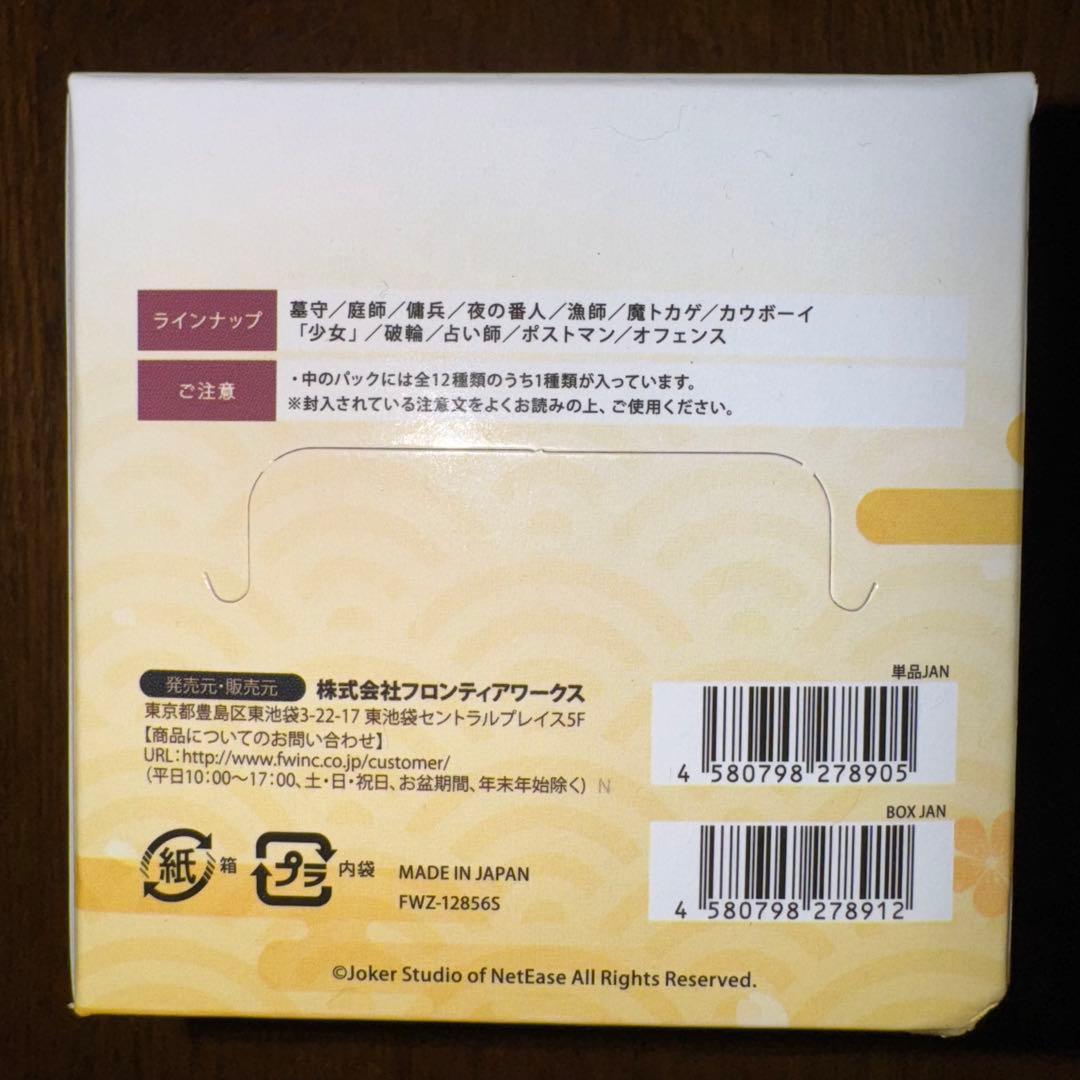 ラインナップ
墓守／庭師／傭兵／夜の番人／漁師／魔トカゲ／カウボーイ
「少女」／破輪／占い師／ポストマン／オフェンス
ご注意
・中のパックには全12種類のうち1種類が入っています。
※封入されている注意文をよくお読みの上、ご使用ください。
発売元・販売元 株式会社フロンティアワークス
東京都豊島区東池袋3-22-17 東池袋セントラルプレイス5F
【商品についてのお問い合わせ】
URL：http://www.fwinc.co.jp/customer/
（平日10：00～17：00、土・日・祝日、お盆期間、年末年始除く） N
単品JAN
4 580798 278905
BOX JAN
4 580798 278912
紙 箱 プラ 内袋
MADE IN JAPAN
FWZ-12856S
©Joker Studio of NetEase All Rights Reserved.